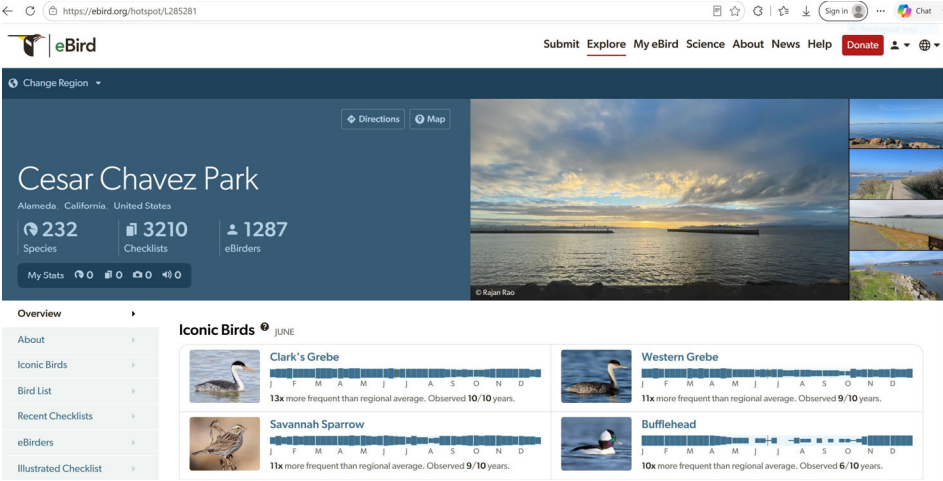 https://ebird.org/hotspot/L285281
Sign in
Chat
eBird
Submit Explore My eBird Science About News Help Donate
Change Region
Directions Map
Cesar Chavez Park
Alameda, California, United States
232 3210 1287
Species Checklists eBirders
My Stats 0 0 0 0
© Rajan Rao
Overview
About
Iconic Birds
Bird List
Recent Checklists
eBirders
Illustrated Checklist
Iconic Birds JUNE
Clark's Grebe
J F M A M J J A S O N D
13x more frequent than regional average. Observed 10/10 years.
Western Grebe
J F M A M J J A S O N D
11x more frequent than regional average. Observed 9/10 years.
Savannah Sparrow
J F M A M J J A S O N D
11x more frequent than regional average. Observed 9/10 years.
Bufflehead
J F M A M J J A S O N D
10x more frequent than regional average. Observed 6/10 years.